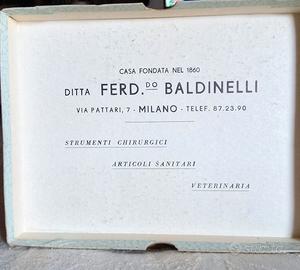 CASA FONDATA NEL 1860
DITTA FERD.DO BALDINELLI
VIA PATTARI, 7 - MILANO - TELEF. 87.23.90
STRUMENTI CHIRURGICI
ARTICOLI SANITARI
VETERINARIA